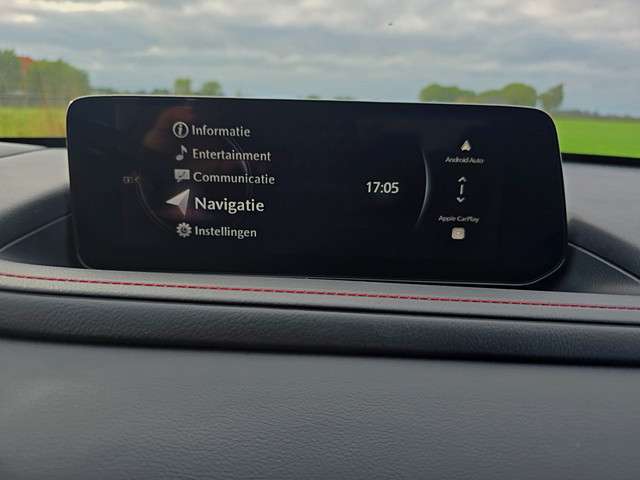 Informatie
Entertainment
Communicatie
Navigatie
Instellingen
17:05
Android Auto
Apple CarPlay